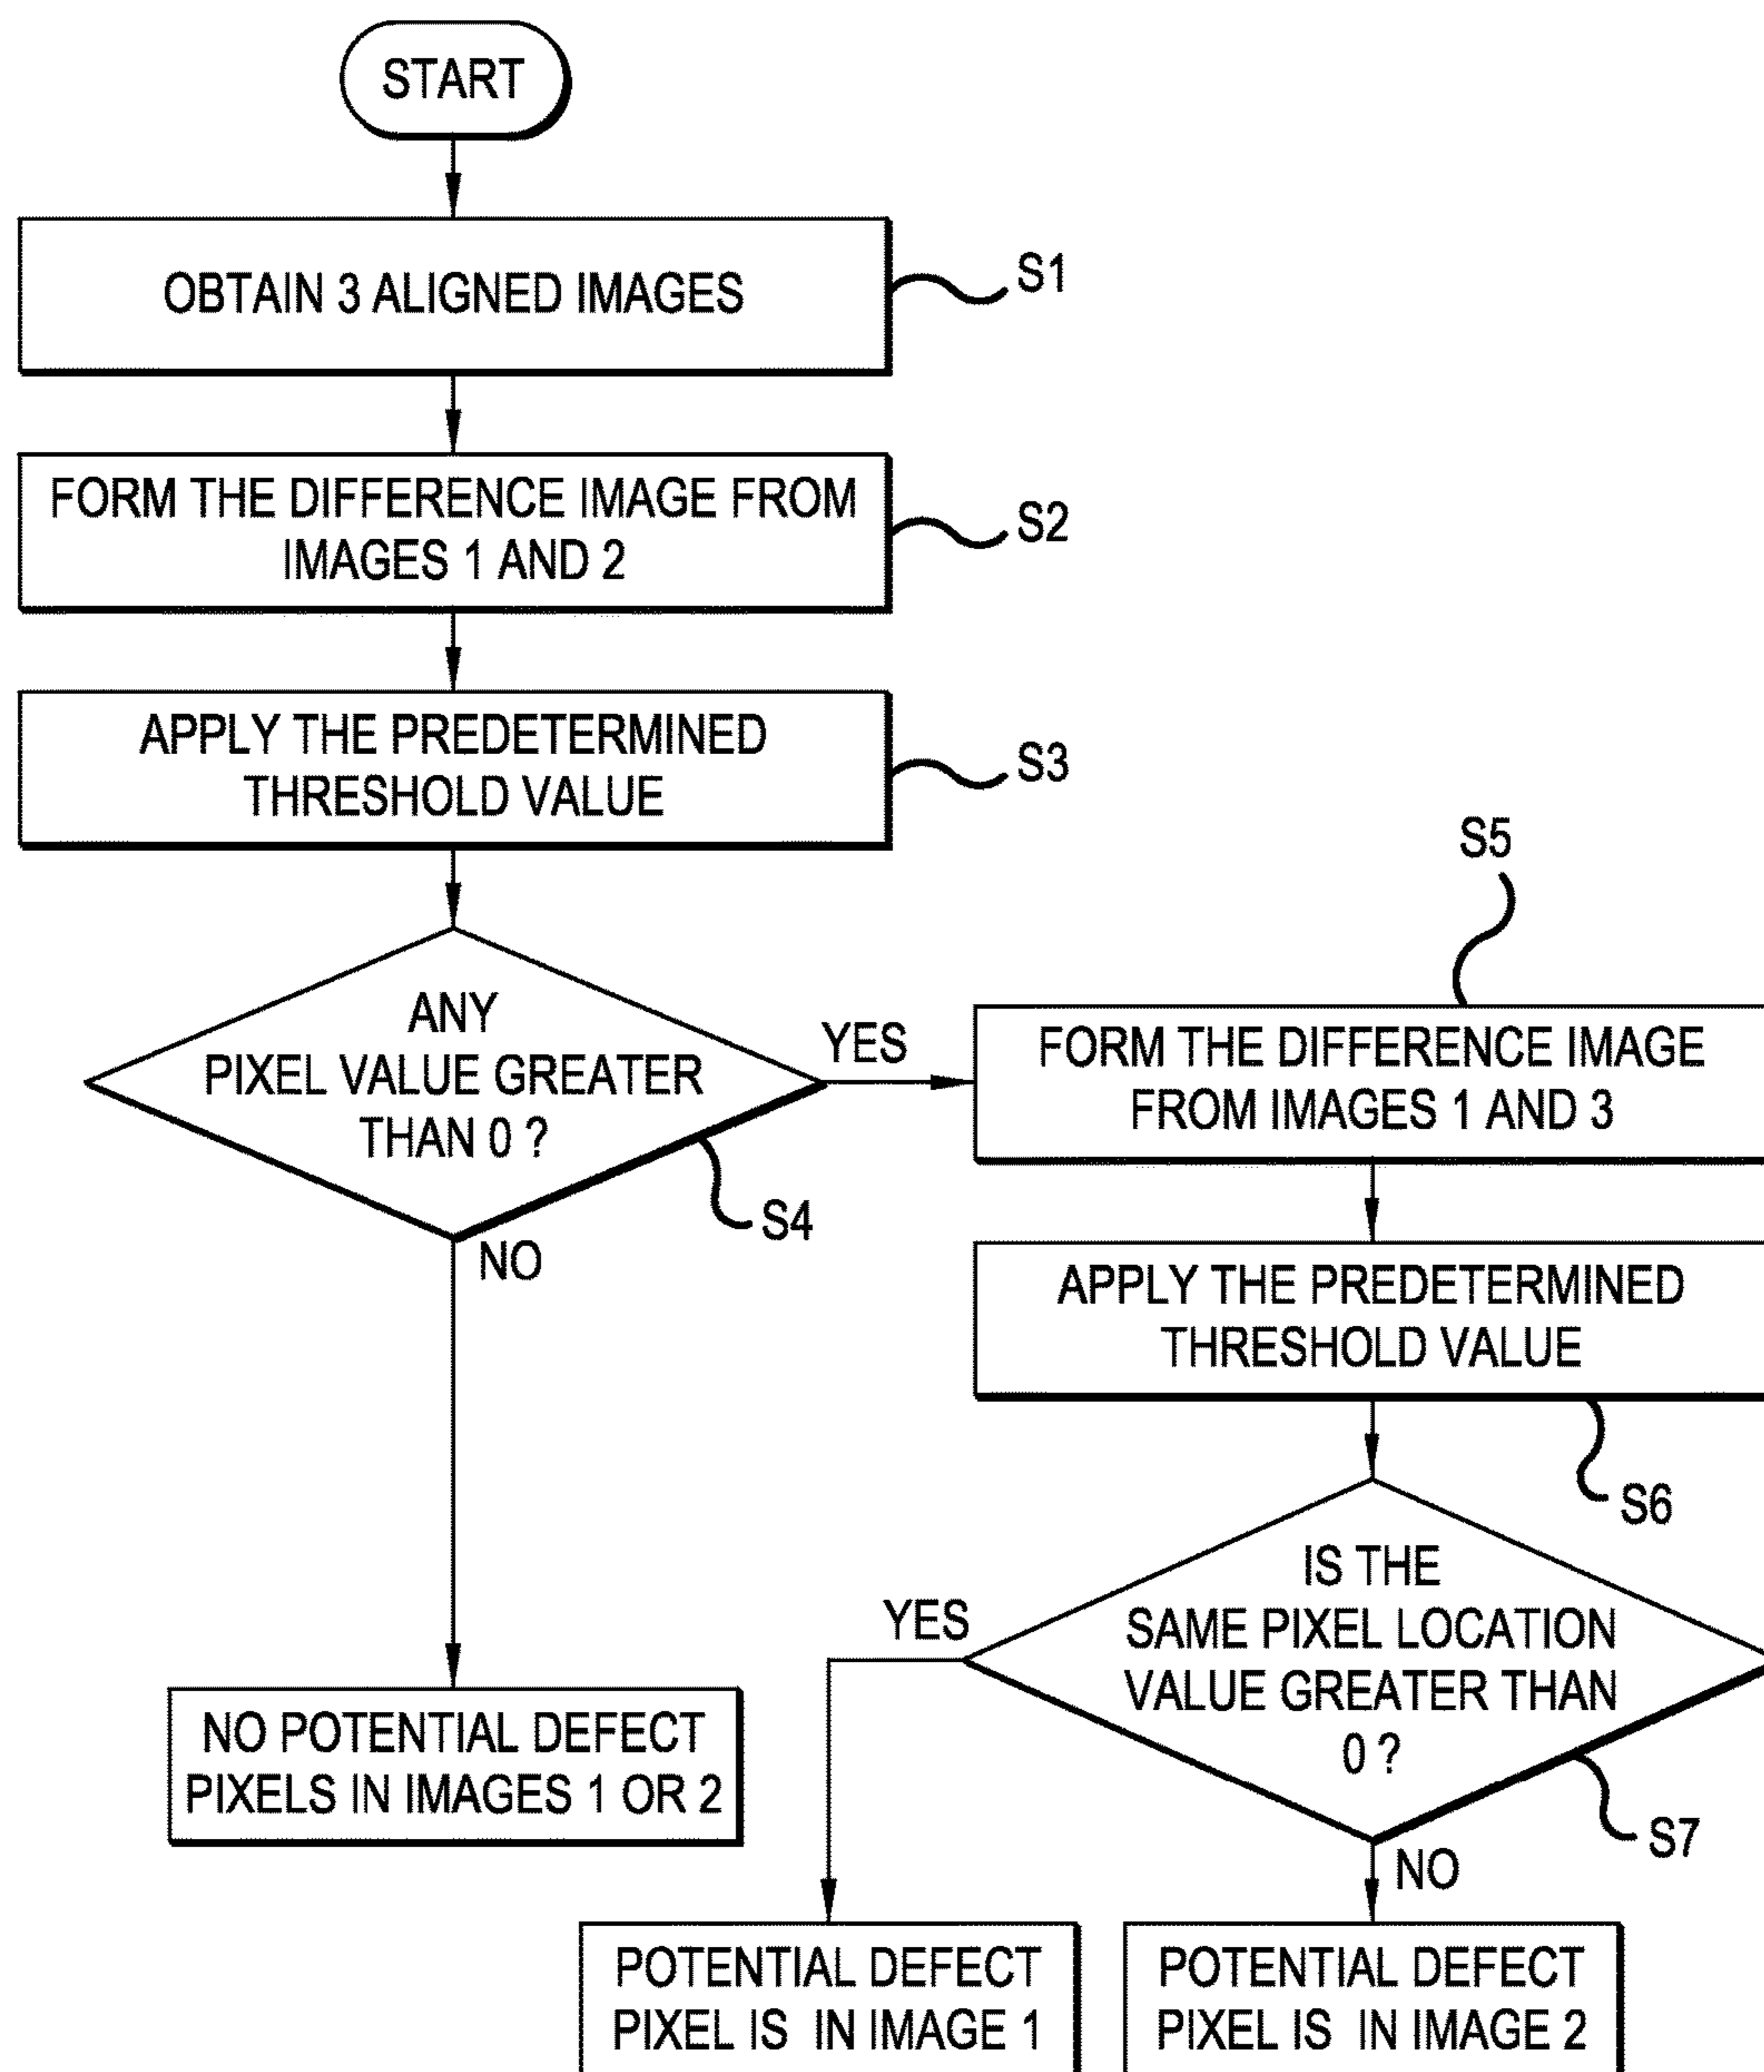 START
OBTAIN 3 ALIGNED IMAGES
S1
FORM THE DIFFERENCE IMAGE FROM
IMAGES 1 AND 2
S2
APPLY THE PREDETERMINED
THRESHOLD VALUE
S3
ANY
PIXEL VALUE GREATER
THAN 0 ?
S4
YES
NO
S5
FORM THE DIFFERENCE IMAGE
FROM IMAGES 1 AND 3
APPLY THE PREDETERMINED
THRESHOLD VALUE
S6
IS THE
SAME PIXEL LOCATION
VALUE GREATER THAN
0 ?
S7
YES
NO
NO POTENTIAL DEFECT
PIXELS IN IMAGES 1 OR 2
POTENTIAL DEFECT
PIXEL IS IN IMAGE 1
POTENTIAL DEFECT
PIXEL IS IN IMAGE 2